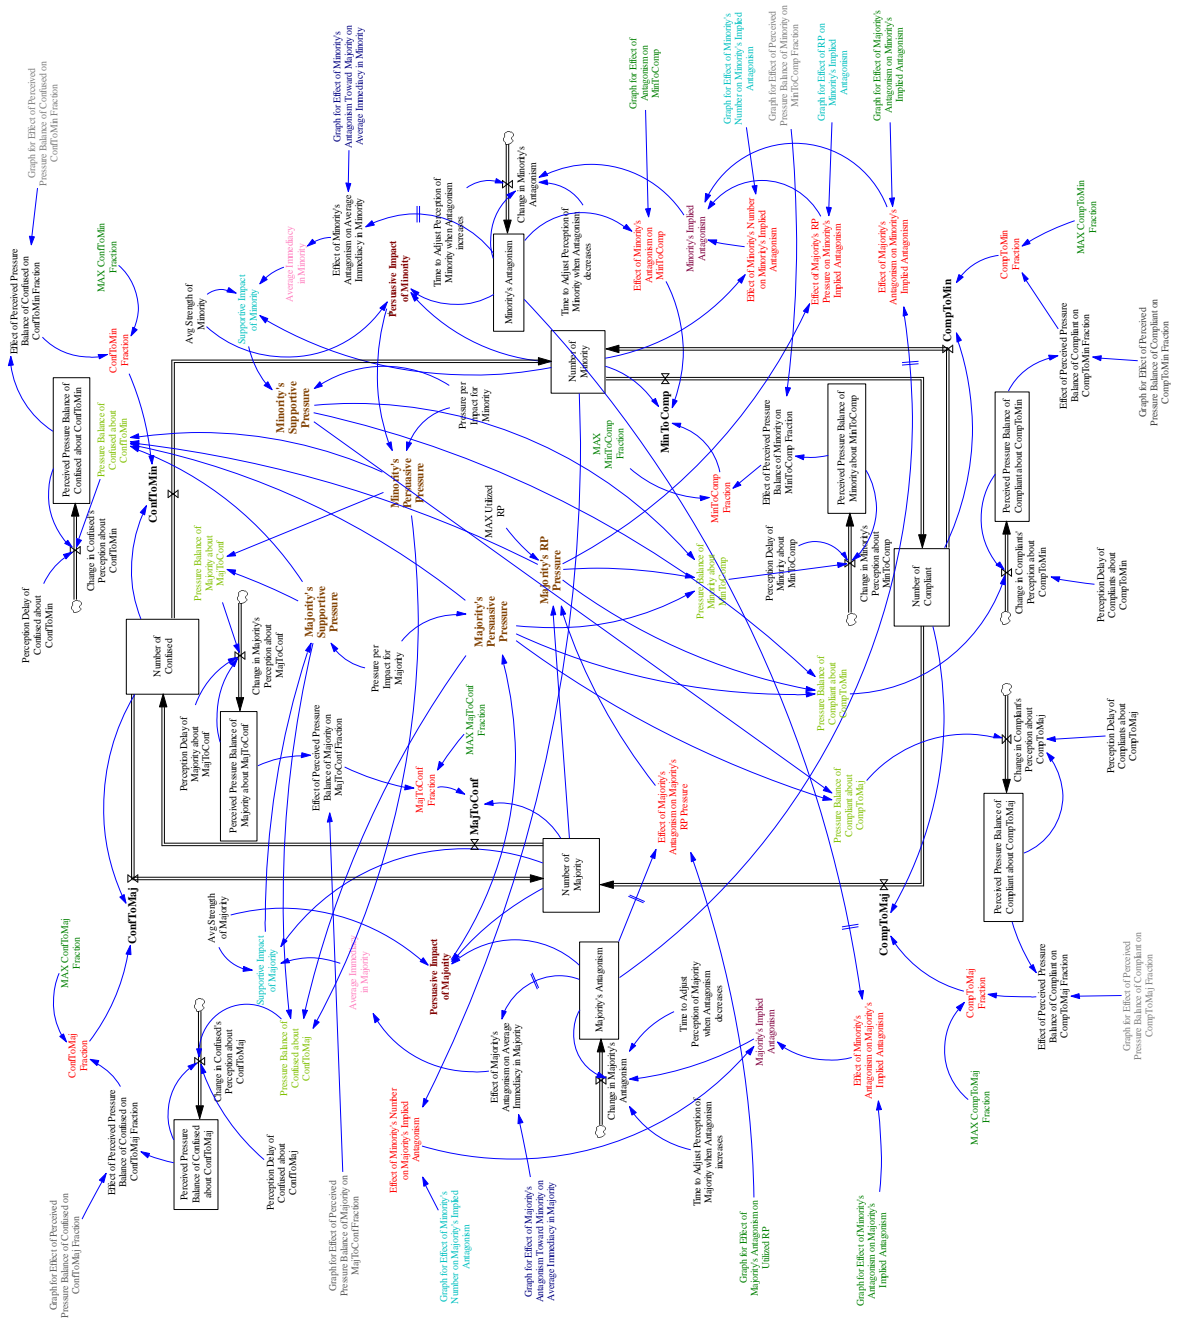 Graph for Effect of Perceived
Pressure Balance of Confused on
ConfToMin Fraction
Effect of Perceived Pressure
Balance of Confused on
ConfToMin Fraction
MAX ConfToMin
Fraction
ConfToMin
Fraction
Perceived Pressure Balance of
Confused about ConfToMin
Pressure Balance of
Confused about
ConfToMin
Change in Confused's
Perception about
ConfToMin
Perception Delay of
Confused about
ConfToMin
ConfToMin
Number of
Confused
Avg Strength of
Minority
Supportive Impact
of Minority
Average Immediacy
in Minority
Effect of Minority's
Antagonism on Average
Immediacy in Minority
Graph for Effect of Minority's
Antagonism Toward Majority on
Average Immediacy in Minority
Persuasive Impact
of Minority
Minority's
Supportive
Pressure
Minority's
Persuasive
Pressure
Pressure per
Impact for
Minority
Pressure Balance of
Majority about
MajToConf
Change in Majority's
Perception about
MajToConf
Perception Delay of
Majority about
MajToConf
Perceived Pressure Balance of
Majority about MajToConf
Effect of Perceived Pressure
Balance of Majority on
MajToConf Fraction
Majority's
Supportive
Pressure
Pressure per
Impact for
Majority
Majority's
Persuasive
Pressure
MAX Utilized
RP
Majority's RP
Pressure
MAX MajToConf
Fraction
MajToConf
Fraction
MajToConf
Number of
Majority
Time to Adjust Perception of
Minority when Antagonism
increases
Minority's Antagonism
Change in Minority's
Antagonism
Time to Adjust Perception of
Minority when Antagonism
decreases
Number of
Minority
Graph for Effect of
Antagonism on
MinToComp
Effect of Minority's
Antagonism on
MinToComp
Minority's Implied
Antagonism
Graph for Effect of Minority's
Number on Minority's Implied
Antagonism
Effect of Minority's Number
on Minority's Implied
Antagonism
Graph for Effect of Perceived
Pressure Balance of Minority on
MinToComp Fraction
Graph for Effect of RP on
Minority's Implied
Antagonism
Effect of Majority's RP
Pressure on Minority's
Implied Antagonism
Graph for Effect of Majority's
Antagonism on Minority's
Implied Antagonism
Effect of Majority's
Antagonism on Minority's
Implied Antagonism
MinToComp
MAX
MinToComp
Fraction
MinToComp
Fraction
Effect of Perceived Pressure
Balance of Minority on
MinToComp Fraction
Perceived Pressure Balance of
Minority about MinToComp
Change in Minority's
Perception about
MinToComp
Perception Delay of
Minority about
MinToComp
Pressure Balance of
Minority about
MinToComp
Number of
Compliant
CompToMin
CompToMin
Fraction
MAX CompToMin
Fraction
Effect of Perceived Pressure
Balance of Compliant on
CompToMin Fraction
Graph for Effect of Perceived
Pressure Balance of Compliant on
CompToMin Fraction
Perceived Pressure Balance of
Compliant about CompToMin
Change in Compliants'
Perception about
CompToMin
Perception Delay of
Compliants about
CompToMin
Pressure Balance of
Compliant about
CompToMin
Pressure Balance of
Compliant about
CompToMaj
Change in Compliant's
Perception about
CompToMaj
Perception Delay of
Compliants about
CompToMaj
Perceived Pressure Balance of
Compliant about CompToMaj
Effect of Perceived Pressure
Balance of Compliant on
CompToMaj Fraction
Graph for Effect of Perceived
Pressure Balance of Compliant on
CompToMaj Fraction
CompToMaj
CompToMaj
Fraction
MAX CompToMaj
Fraction
Effect of Majority's
Antagonism on Majority's
RP Pressure
ConfToMaj
MAX ConfToMaj
Fraction
ConfToMaj
Fraction
Effect of Perceived Pressure
Balance of Confused on
ConfToMaj Fraction
Graph for Effect of Perceived
Pressure Balance of Confused on
ConfToMaj Fraction
Perceived Pressure
Balance of Confused
about ConfToMaj
Change in Confused's
Perception about
ConfToMaj
Perception Delay of
Confused about
ConfToMaj
Avg Strength
of Majority
Supportive Impact
of Majority
Pressure Balance of
Confused about
ConfToMaj
Average Immediacy
in Majority
Persuasive Impact
of Majority
Effect of Majority's
Antagonism on Average
Immediacy in Majority
Graph for Effect of Perceived
Pressure Balance of Majority on
MajToConf Fraction
Effect of Minority's Number
on Majority's Implied
Antagonism
Graph for Effect of Minority's
Number on Majority's Implied
Antagonism
Graph for Effect of Majority's
Antagonism Toward Minority on
Average Immediacy in Majority
Majority's Antagonism
Change in Majority's
Antagonism
Time to Adjust
Perception of Majority
when Antagonism
decreases
Time to Adjust Perception of
Majority when Antagonism
increases
Majority's Implied
Antagonism
Graph for Effect of
Majority's Antagonism on
Utilized RP
Effect of Minority's
Antagonism on Majority's
Implied Antagonism
Graph for Effect of Minority's
Antagonism on Majority's
Implied Antagonism